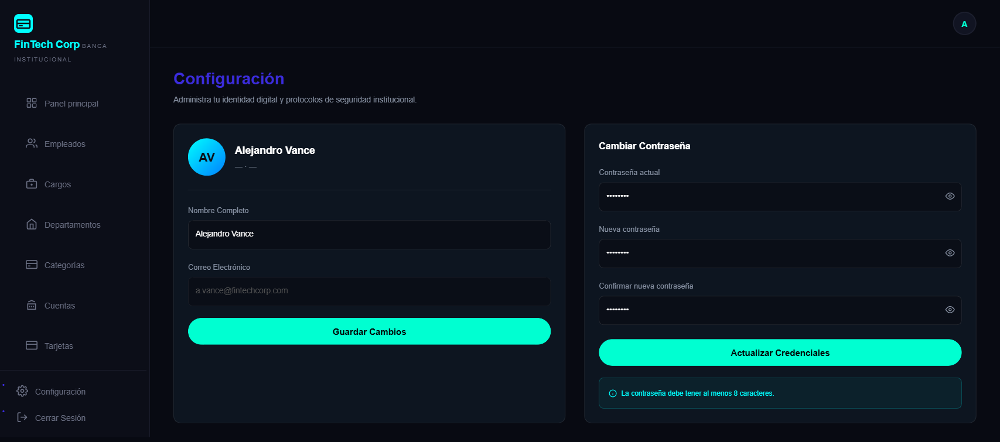 FinTech Corp BANCA
INSTITUCIONAL
Panel principal
Empleados
Cargos
Departamentos
Categorías
Cuentas
Tarjetas
Configuración
Cerrar Sesión
A
Configuración
Administra tu identidad digital y protocolos de seguridad institucional.
AV
Alejandro Vance
— · —
Nombre Completo
Alejandro Vance
Correo Electrónico
a.vance@fintechcorp.com
Guardar Cambios
Cambiar Contraseña
Contraseña actual
••••••••
Nueva contraseña
••••••••
Confirmar nueva contraseña
••••••••
Actualizar Credenciales
La contraseña debe tener al menos 8 caracteres.